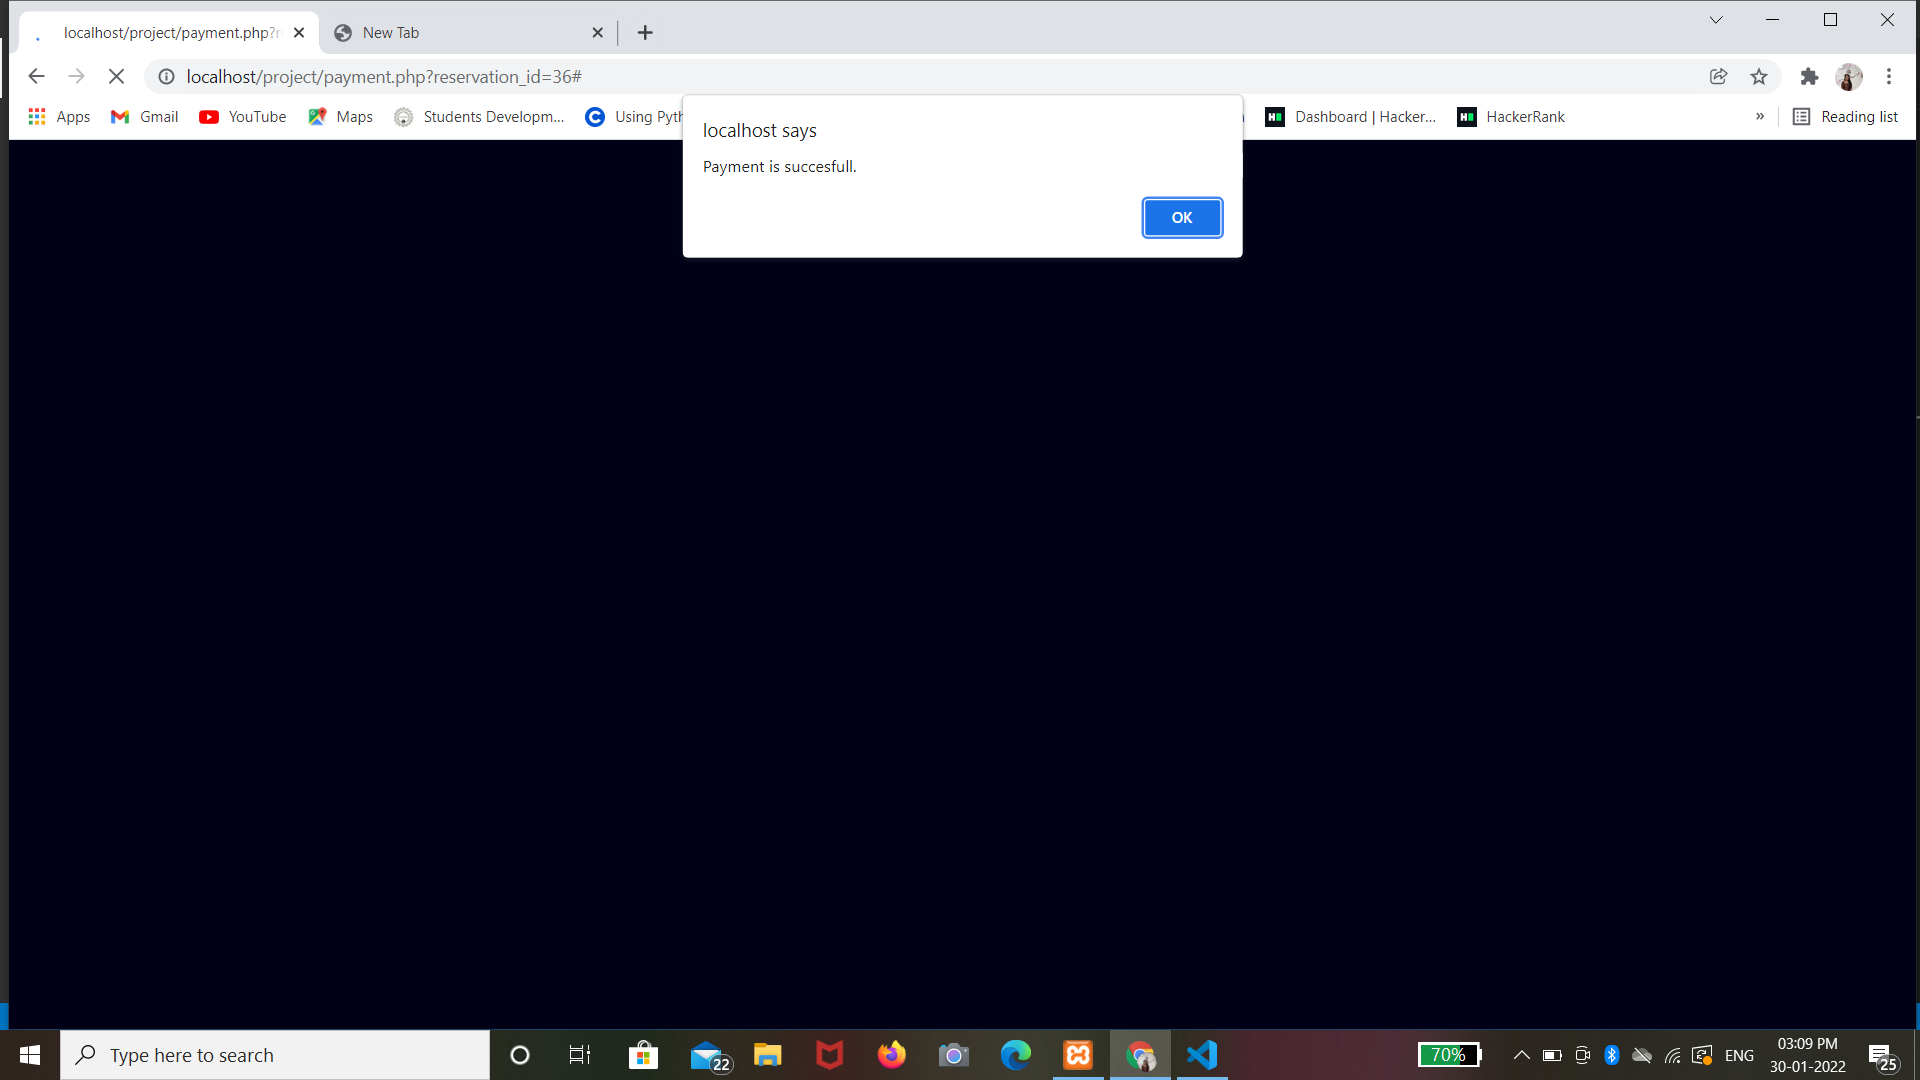 localhost/project/payment.php?r
New Tab
localhost/project/payment.php?reservation_id=36#
Apps
Gmail
YouTube
Maps
Students Developm...
Using Pyth
Dashboard | Hacker...
HackerRank
»
Reading list
localhost says
Payment is succesfull.
OK
Type here to search
22
70%
ENG
03:09 PM
30-01-2022
25